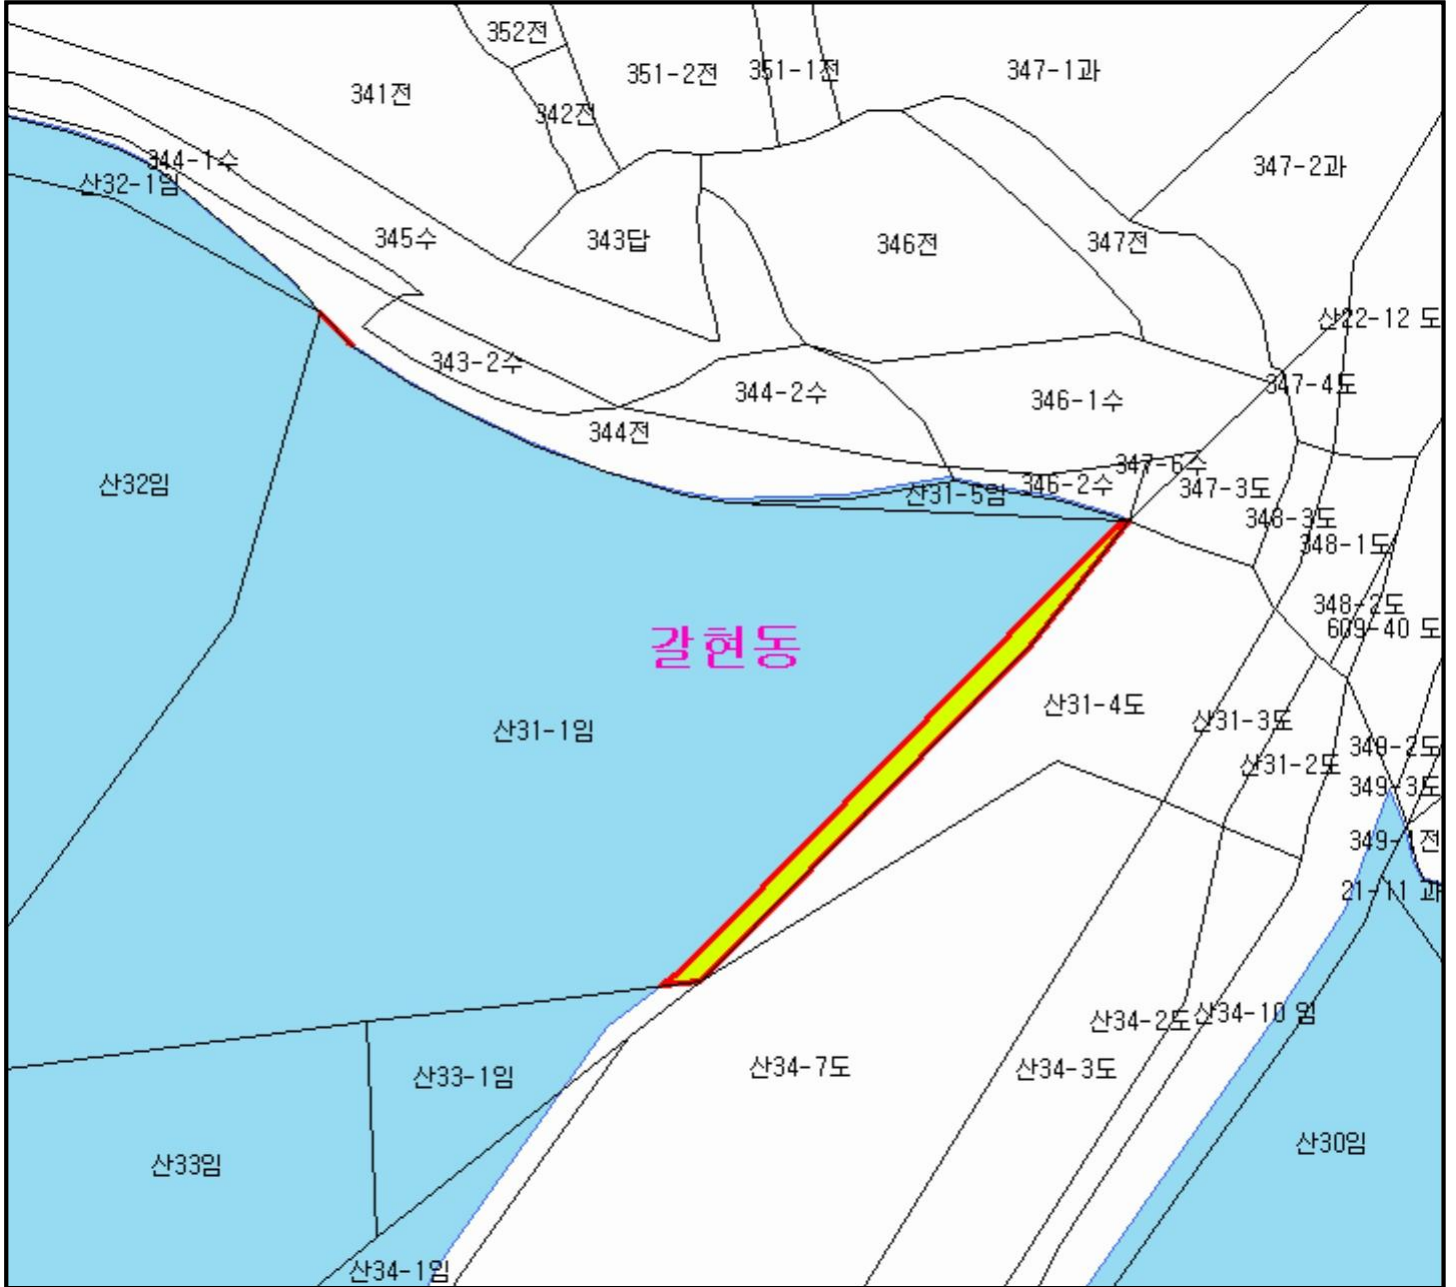 352전
351-2전
351-1전
347-1과
341전
342전
344-1수
347-2과
산32-1임
345수
343답
346전
347전
산22-12 도
343-2수
344-2수
346-1수
347-4도
344전
347-6수
산32임
산31-5임
346-2수
347-3도
348-3도
348-1도
348-2도
609-40 도
갈현동
산31-1임
산31-4도
산31-3도
349-2도
산31-2도
349-3도
349-1전
21-11 과
산34-2도
산34-10 임
산33-1임
산34-7도
산34-3도
산33임
산30임
산34-1임